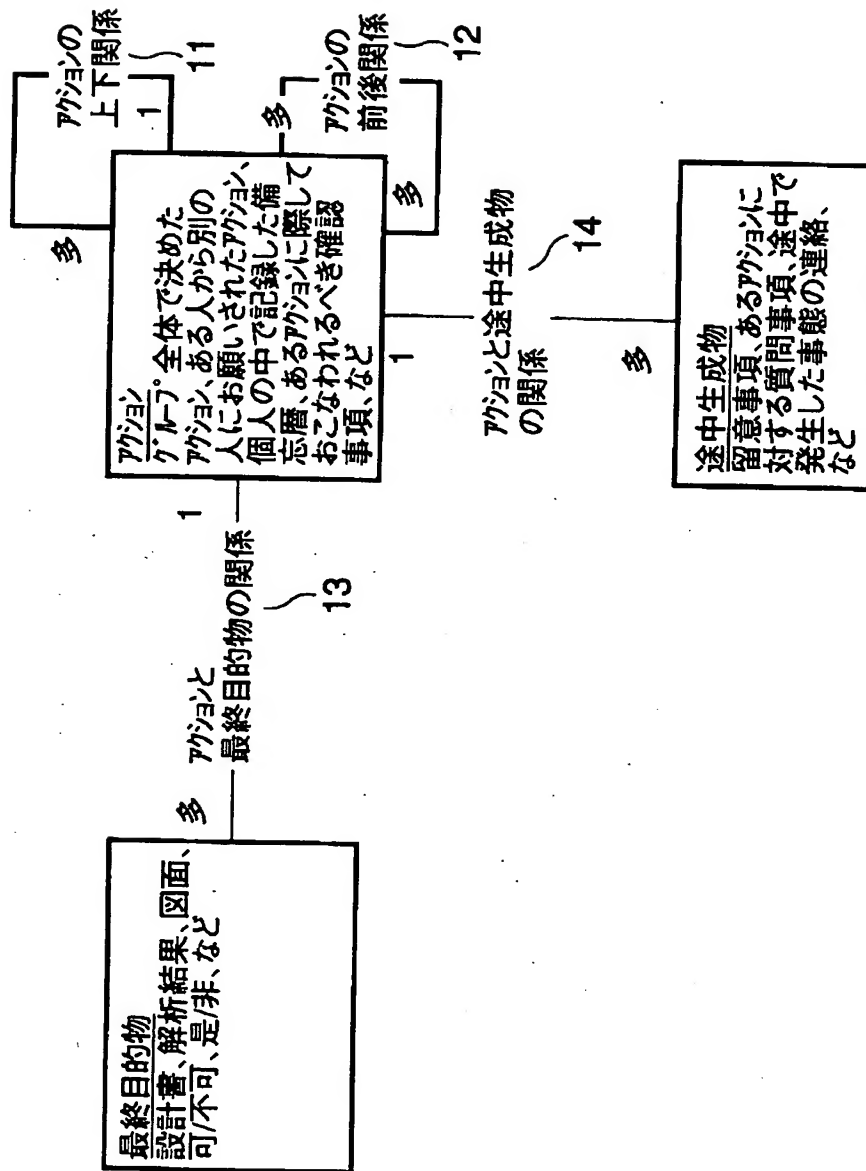 最終目的物
設計書、解析結果、図面、
可/不可、是/非、など
多
アクションと
最終目的物の関係
13
1
アクション
グループ全体で決めた
アクション、ある人から別の
人にお願いされたアクション、
個人の中で記録した備
忘暦、あるアクションに際して
おこなわれるべき確認
事項、など
多
アクションの
上下関係
1
11
多
アクションの
前後関係
多
12
1
アクションと途中生成物
の関係
14
多
途中生成物
留意事項、あるアクションに
対する質問事項、途中で
発生した事態の連絡、
など